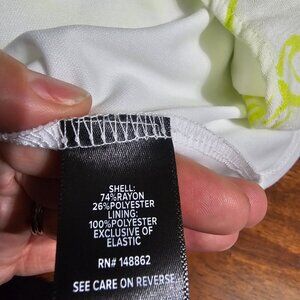 SHELL:
74%RAYON
26%POLYESTER
LINING:
100%POLYESTER
EXCLUSIVE OF
ELASTIC
RN# 148862
SEE CARE ON REVERSE.